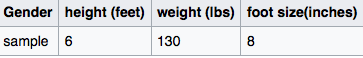 Gender height (feet) weight (lbs) foot size(inches)
sample 6 130 8